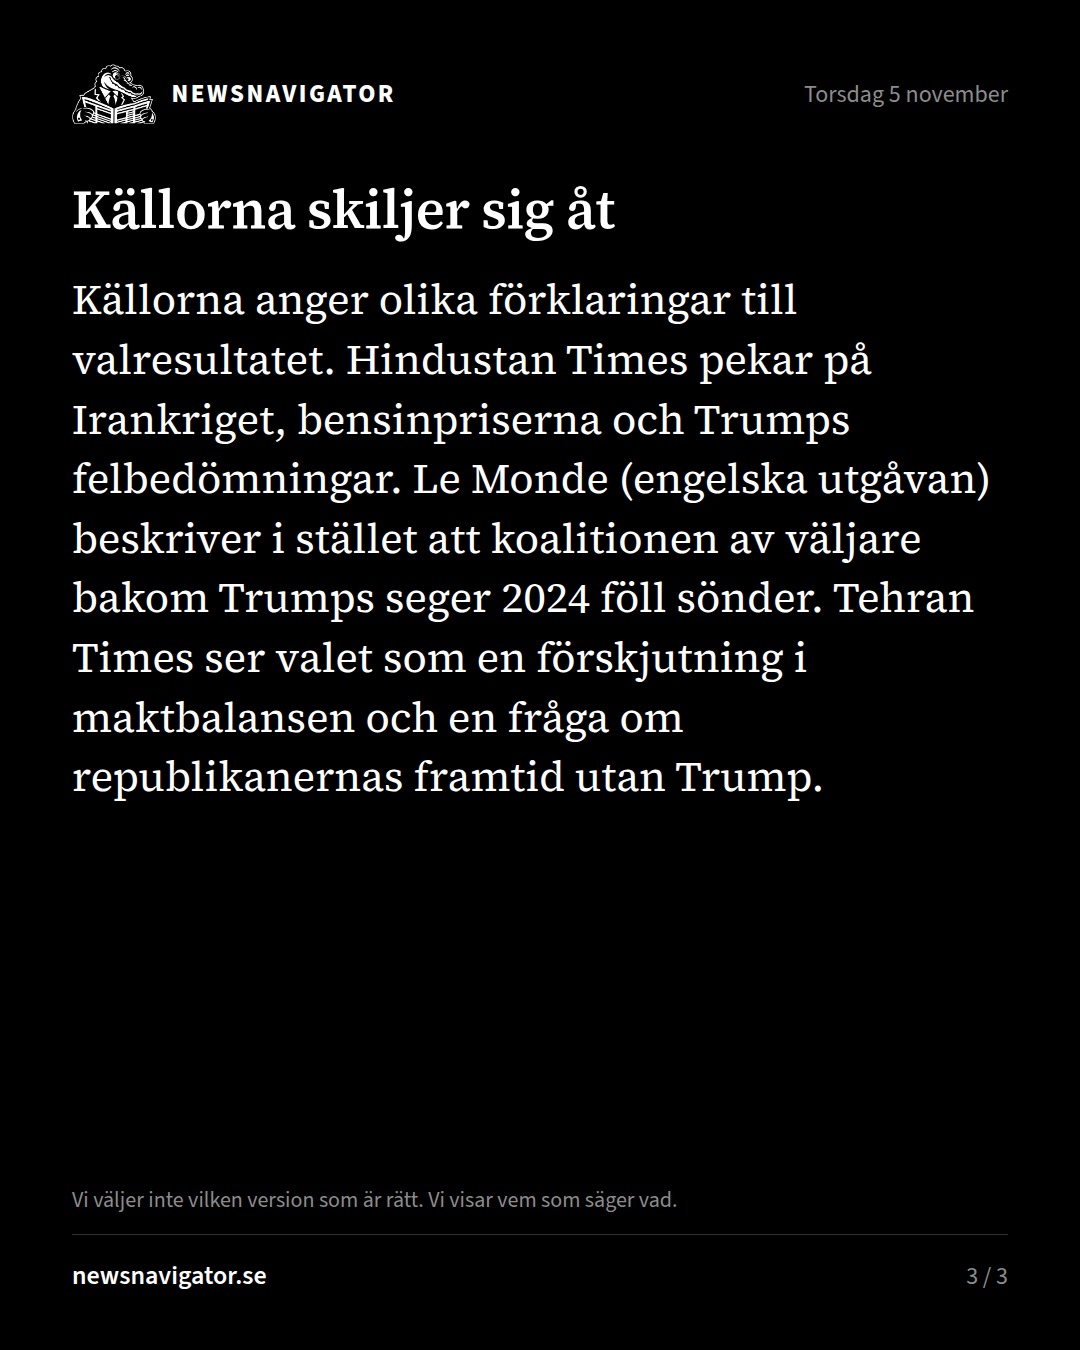 NEWSNAVIGATOR
Torsdag 5 november
Källorna skiljer sig åt
Källorna anger olika förklaringar till
valresultatet. Hindustan Times pekar på
Irankriget, bensinpriserna och Trumps
felbedömningar. Le Monde (engelska utgåvan)
beskriver i stället att koalitionen av väljare
bakom Trumps seger 2024 föll sönder. Tehran
Times ser valet som en förskjutning i
maktbalansen och en fråga om
republikanernas framtid utan Trump.
Vi väljer inte vilken version som är rätt. Vi visar vem som säger vad.
newsnavigator.se
3 / 3